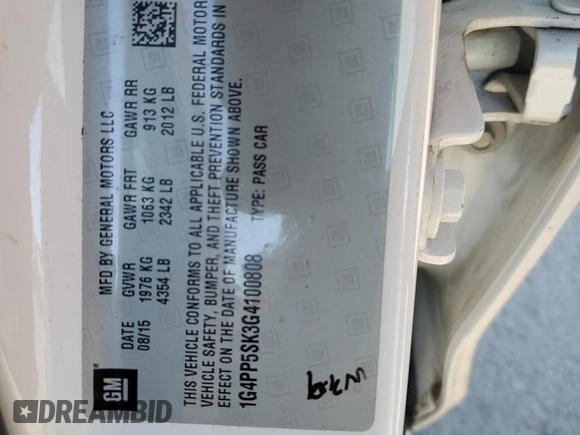 GM
MFD BY GENERAL MOTORS LLC
DATE GVWR GAWR FRT GAWR RR
08/15 1976 KG 1063 KG 913 KG
4354 LB 2342 LB 2012 LB
THIS VEHICLE CONFORMS TO ALL APPLICABLE U.S. FEDERAL MOTOR
VEHICLE SAFETY, BUMPER, AND THEFT PREVENTION STANDARDS IN
EFFECT ON THE DATE OF MANUFACTURE SHOWN ABOVE.
1G4PP5SK3G4100808 TYPE: PASS CAR
DREAMBID